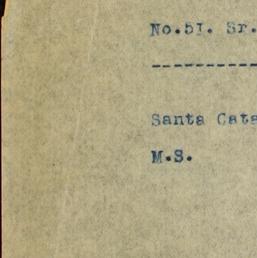 No.51. Sr.
-----------
Santa Cata
M.S.